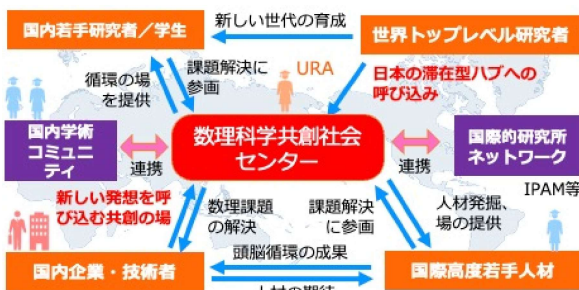 国内若手研究者／学生
新しい世代の育成
世界トップレベル研究者
循環の場
を提供
課題解決に
参画
URA
日本の滞在型ハブへの
呼び込み
国内学術
コミュニ
ティ
連携
数理科学共創社会
センター
連携
国際的研究所
ネットワーク
IPAM等
新しい発想を呼
び込む共創の場
数理課題
の解決
課題解決
に参画
人材発掘、
場の提供
国内企業・技術者
頭脳循環の成果
人材の期待
国際高度若手人材